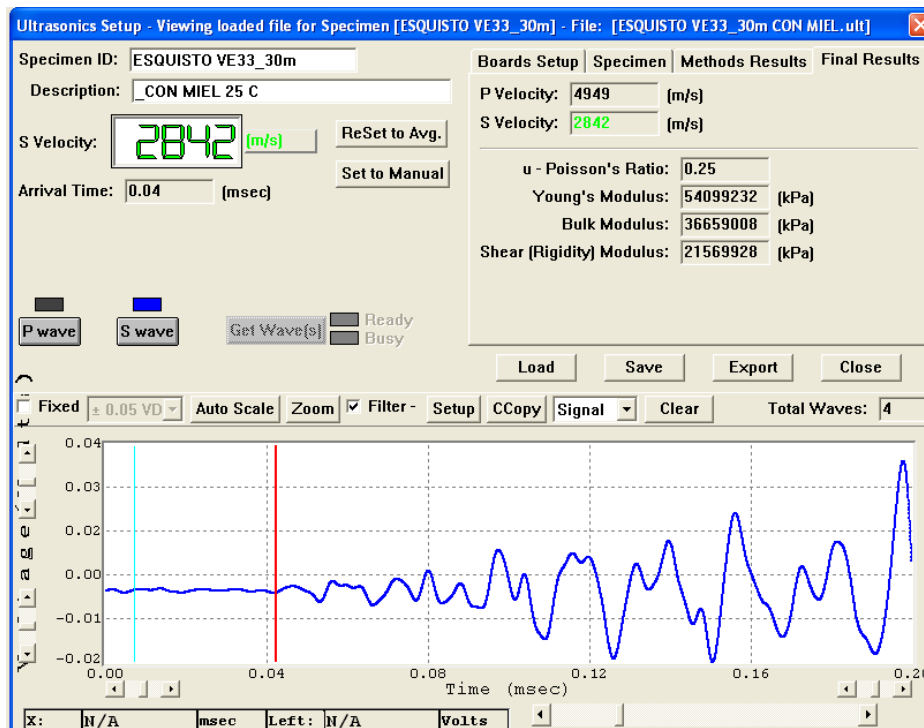 Ultrasonics Setup - Viewing loaded file for Specimen [ESQUISTO VE33_30m] - File: [ESQUISTO VE33_30m CON MIEL.ult]
Specimen ID: ESQUISTO VE33_30m
Description: _CON MIEL 25 C
S Velocity: 2842 (m/s)
ReSet to Avg.
Set to Manual
Arrival Time: 0.04 (msec)
P wave
S wave
Get Wave(s)
Ready
Busy
Boards Setup Specimen Methods Results Final Results
P Velocity: 4949 (m/s)
S Velocity: 2842 (m/s)
u - Poisson's Ratio: 0.25
Young's Modulus: 54099232 (kPa)
Bulk Modulus: 36659008 (kPa)
Shear (Rigidity) Modulus: 21569928 (kPa)
Load Save Export Close
Fixed ± 0.05 VD Auto Scale Zoom Filter - Setup CCopy Signal Clear Total Waves: 4
0.04
0.03
0.02
0.01
0.00
-0.01
-0.02
0.00 0.04 0.08 0.12 0.16 0.20
Time (msec)
X: N/A msec Left: N/A Volts